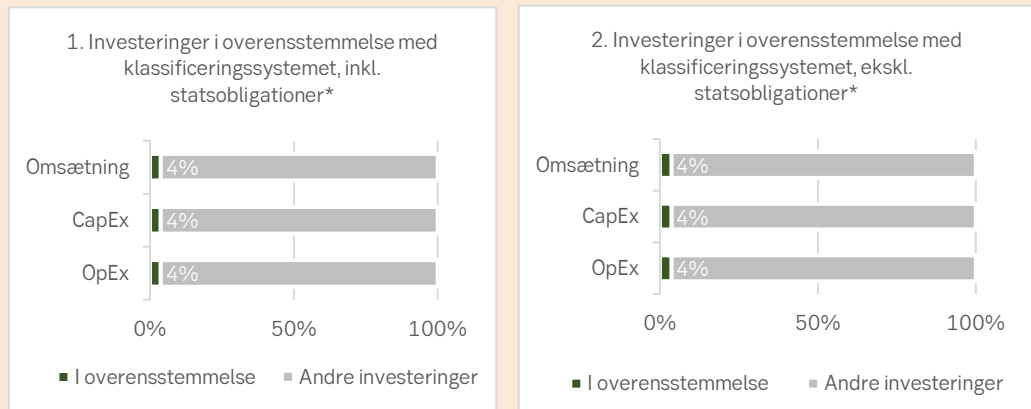 1. Investeringer i overensstemmelse med
klassificeringssystemet, inkl.
statsobligationer*
Omsætning
4%
CapEx
4%
OpEx
4%
0%
50%
100%
I overensstemmelse
Andre investeringer
2. Investeringer i overensstemmelse med
klassificeringssystemet, ekskl.
statsobligationer*
Omsætning
4%
CapEx
4%
OpEx
4%
0%
50%
100%
I overensstemmelse
Andre investeringer